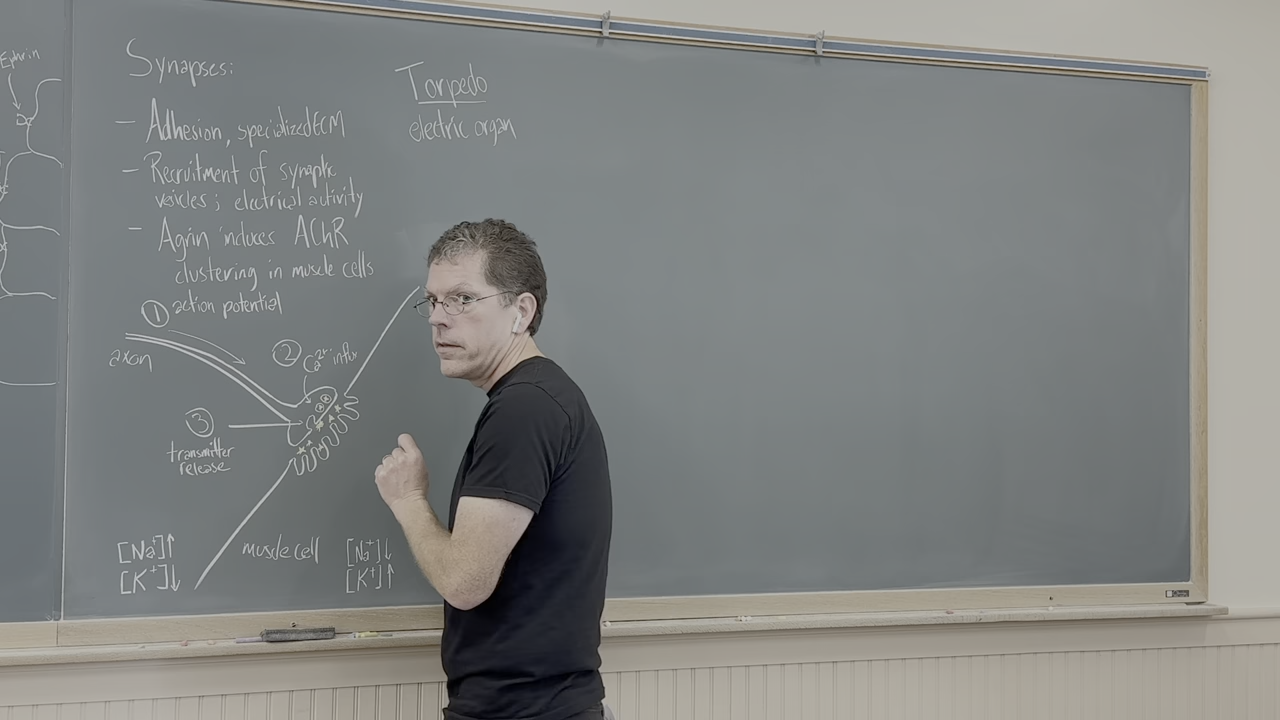 Ephrin
Synapses:
– Adhesion, specialized ECM
– Recruitment of synaptic
vesicles ; electrical activity
– Agrin induces AChR
clustering in muscle cells
① action potential
axon
② Ca²⁺ influx
③
transmitter
release
[Na⁺]↑
[K⁺]↓
muscle cell
[Na⁺]↓
[K⁺]↑
Torpedo
electric organ